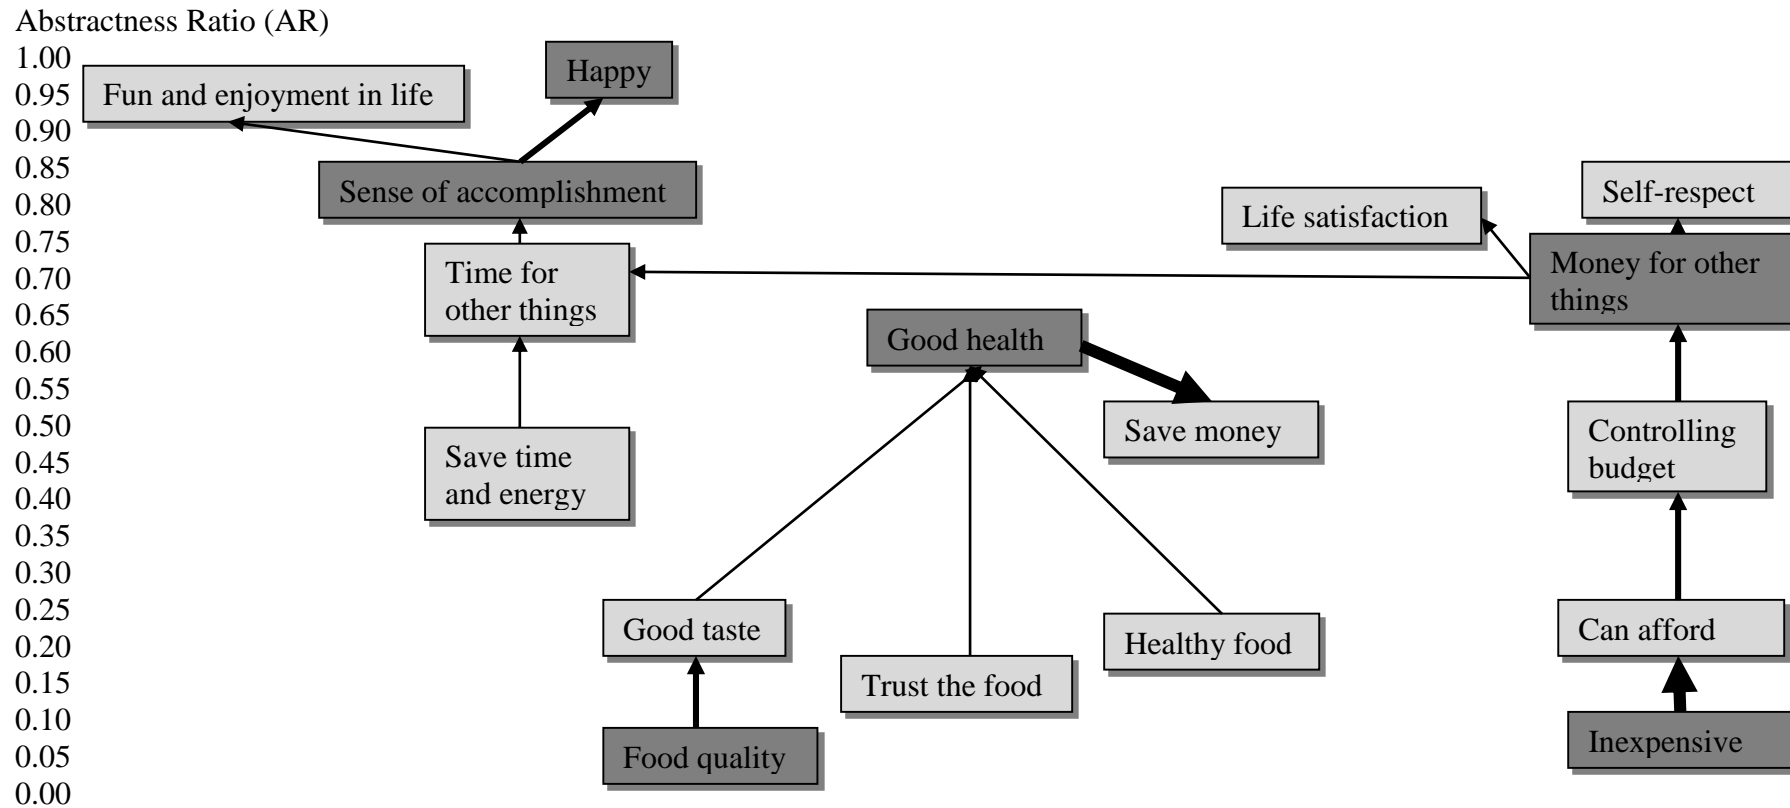 Abstractness Ratio (AR)
1.00
0.95
0.90
0.85
0.80
0.75
0.70
0.65
0.60
0.55
0.50
0.45
0.40
0.35
0.30
0.25
0.20
0.15
0.10
0.05
0.00
Happy
Fun and enjoyment in life
Sense of accomplishment
Self-respect
Life satisfaction
Time for
other things
Money for other
things
Good health
Save money
Controlling
budget
Save time
and energy
Good taste
Can afford
Healthy food
Trust the food
Inexpensive
Food quality